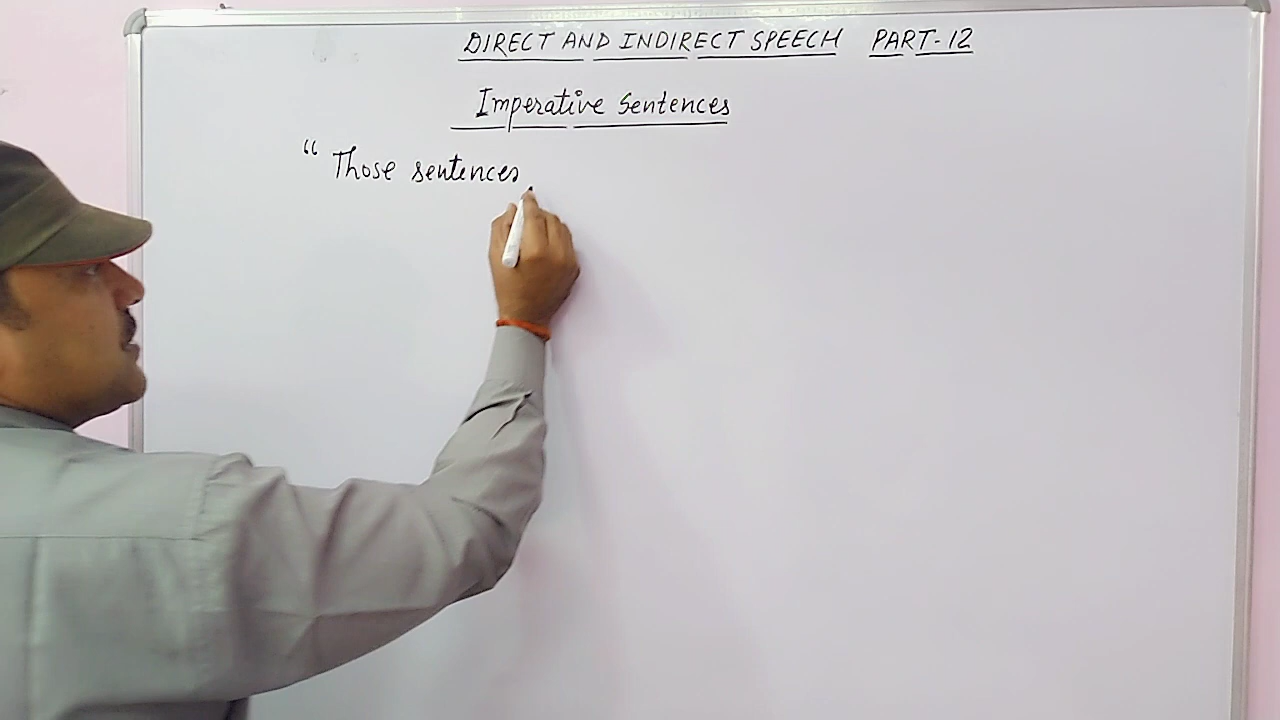 DIRECT AND INDIRECT SPEECH PART-12
Imperative Sentences
“ Those sentences